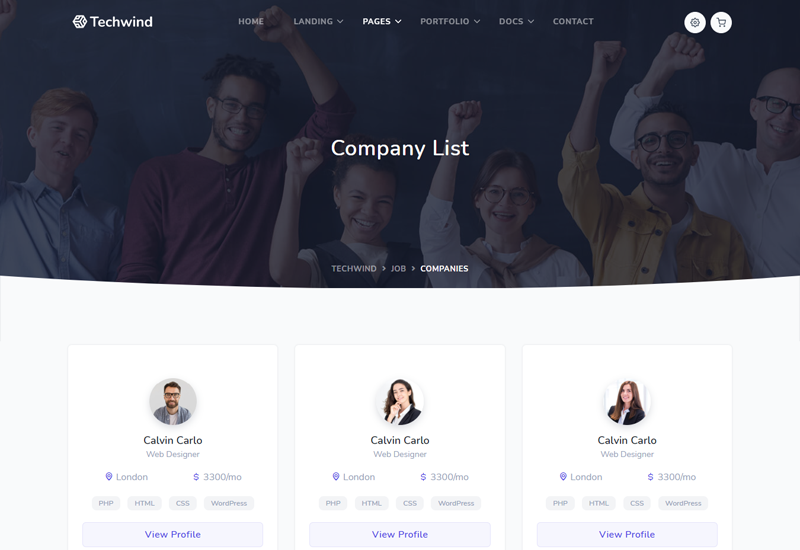 Techwind
HOME LANDING PAGES PORTFOLIO DOCS CONTACT
Company List
TECHWIND > JOB > COMPANIES
Calvin Carlo Calvin Carlo Calvin Carlo
Web Designer Web Designer Web Designer
London $ 3300/mo London $ 3300/mo London $ 3300/mo
PHP HTML CSS WordPress PHP HTML CSS WordPress PHP HTML CSS WordPress
View Profile View Profile View Profile